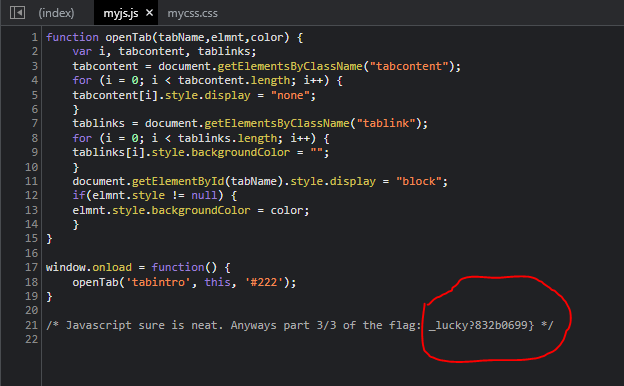 (index) myjs.js × mycss.css
1 function openTab(tabName,elmnt,color) {
2 var i, tabcontent, tablinks;
3 tabcontent = document.getElementsByClassName("tabcontent");
4 for (i = 0; i < tabcontent.length; i++) {
5 tabcontent[i].style.display = "none";
6 }
7 tablinks = document.getElementsByClassName("tablink");
8 for (i = 0; i < tablinks.length; i++) {
9 tablinks[i].style.backgroundColor = "";
10 }
11 document.getElementById(tabName).style.display = "block";
12 if(elmnt.style != null) {
13 elmnt.style.backgroundColor = color;
14 }
15 }
16
17 window.onload = function() {
18 openTab('tabintro', this, '#222');
19 }
20
21 /* Javascript sure is neat. Anyways part 3/3 of the flag: _lucky?832b0699} */
22